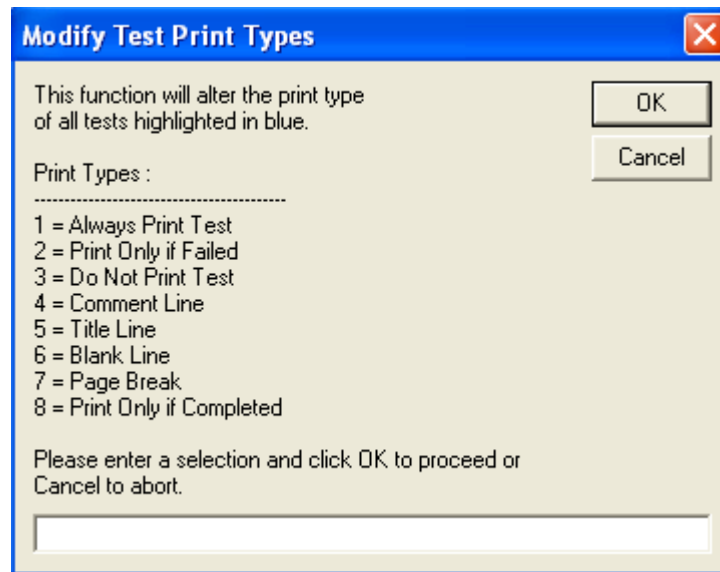 Modify Test Print Types
This function will alter the print type
of all tests highlighted in blue.
OK
Cancel
Print Types :
------------------------------------------
1 = Always Print Test
2 = Print Only if Failed
3 = Do Not Print Test
4 = Comment Line
5 = Title Line
6 = Blank Line
7 = Page Break
8 = Print Only if Completed
Please enter a selection and click OK to proceed or
Cancel to abort.